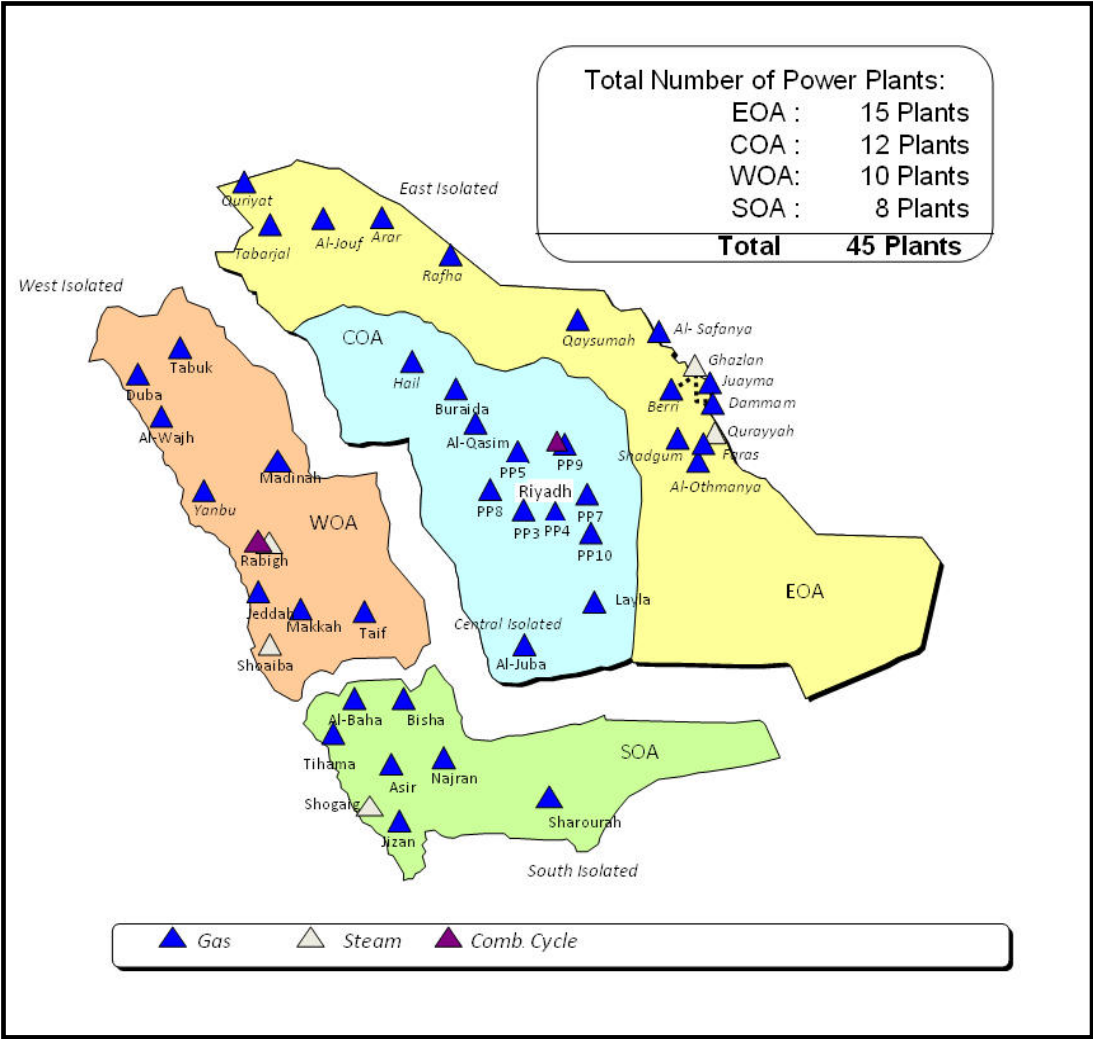 Total Number of Power Plants:
EOA : 15 Plants
COA : 12 Plants
WOA: 10 Plants
SOA : 8 Plants
Total 45 Plants
East Isolated
Quriyat
Tabarjal
Al-Jouf
Arar
Rafha
West Isolated
Qaysumah
Al- Safanya
COA
Ghazlan
Tabuk
Hail
Juayma
Duba
Buraida
Berri
Dammam
Al-Wajh
Al-Qasim
Qurayyah
Shadgum
Faras
Madinah
PP5
PP9
Al-Othmanya
Yanbu
WOA
Riyadh
PP8
PP3
PP4
PP7
PP10
Rabigh
EOA
Jeddah
Makkah
Taif
Layla
Central Isolated
Shoaiba
Al-Juba
Al-Baha
Bisha
SOA
Tihama
Asir
Najran
Shogaig
Sharourah
Jizan
South Isolated
Gas Steam Comb. Cycle